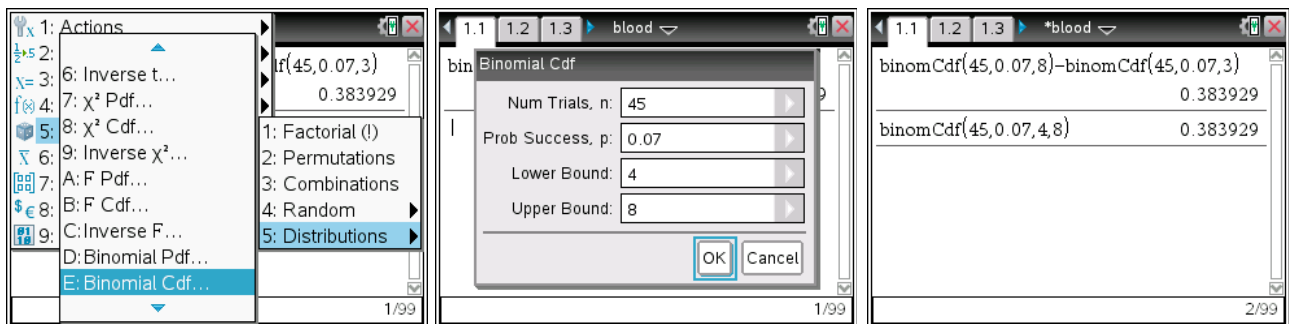 1: Actions
2:
3:
4:
5:
6:
7:
8:
9:
6: Inverse t...
7: χ² Pdf...
8: χ² Cdf...
9: Inverse χ²...
A: F Pdf...
B: F Cdf...
C: Inverse F...
D: Binomial Pdf...
E: Binomial Cdf...
1: Factorial (!)
2: Permutations
3: Combinations
4: Random
5: Distributions
df(45,0.07,3)
0.383929
1/99
1.1 1.2 1.3 blood
bin
Binomial Cdf
Num Trials, n: 45
Prob Success, p: 0.07
Lower Bound: 4
Upper Bound: 8
OK Cancel
9
1/99
1.1 1.2 1.3 *blood
binomCdf(45,0.07,8)-binomCdf(45,0.07,3)
0.383929
binomCdf(45,0.07,4,8) 0.383929
2/99